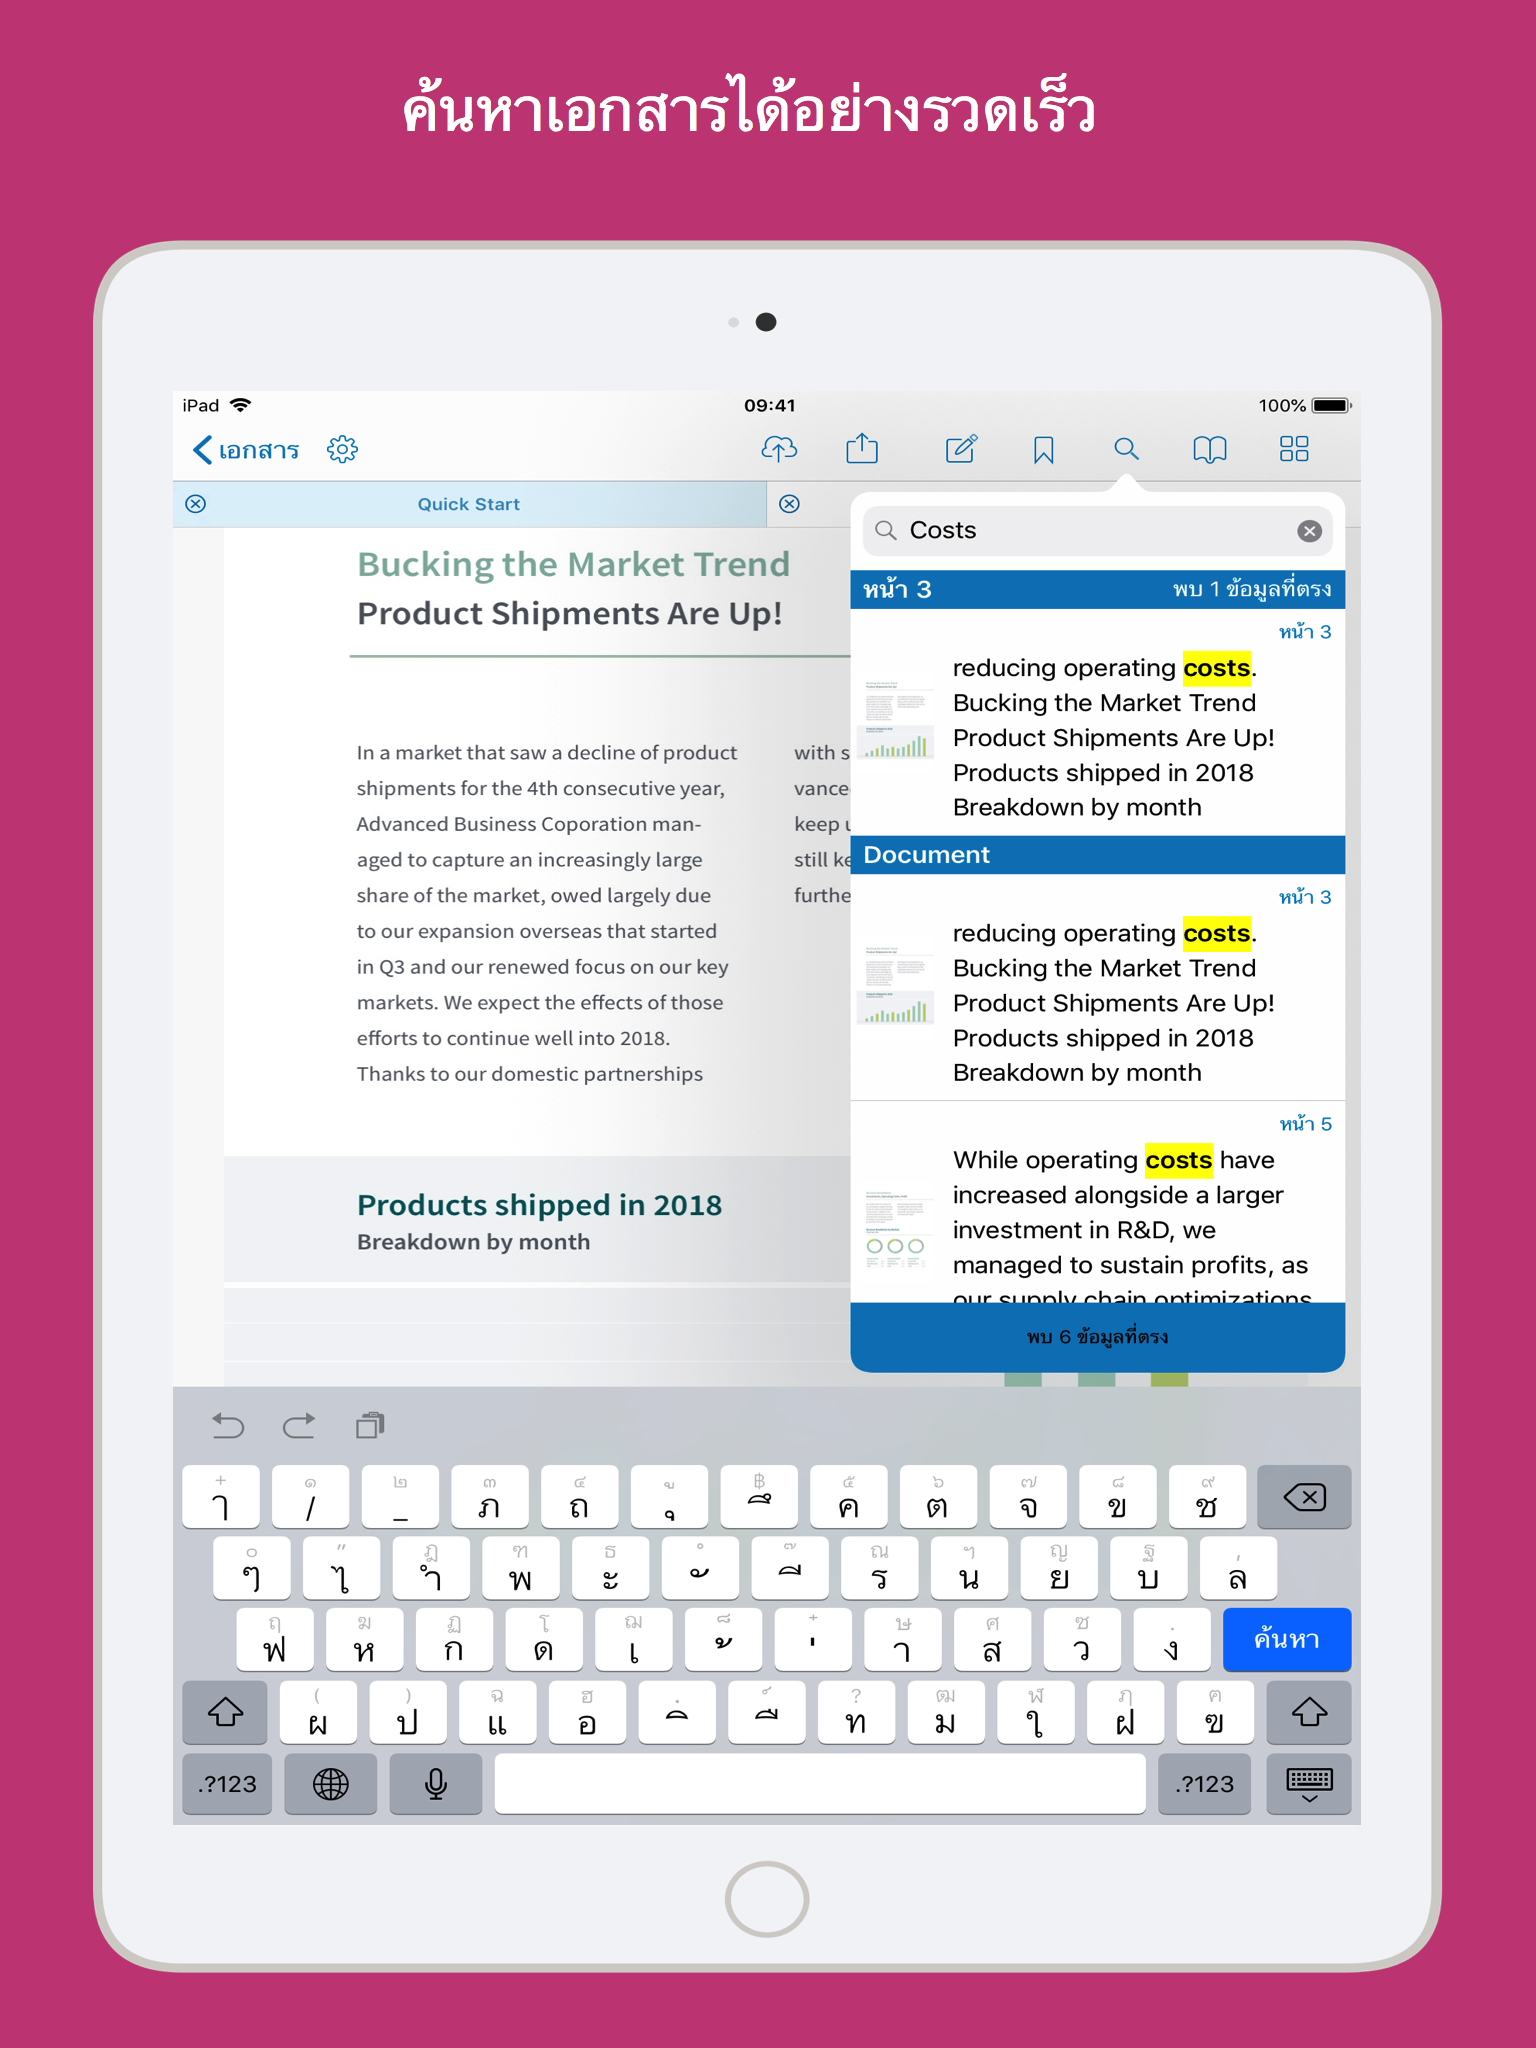 ค้นหาเอกสารได้อย่างรวดเร็ว
iPad 09:41 100%
เอกสาร
Quick Start
Bucking the Market Trend
Product Shipments Are Up!
In a market that saw a decline of product
shipments for the 4th consecutive year,
Advanced Business Coporation man-
aged to capture an increasingly large
share of the market, owed largely due
to our expansion overseas that started
in Q3 and our renewed focus on our key
markets. We expect the effects of those
efforts to continue well into 2018.
Thanks to our domestic partnerships
with s
vance
keep u
still ke
furthe
Products shipped in 2018
Breakdown by month
Costs
หน้า 3 พบ 1 ข้อมูลที่ตรง
หน้า 3
reducing operating costs.
Bucking the Market Trend
Product Shipments Are Up!
Products shipped in 2018
Breakdown by month
Document
หน้า 3
reducing operating costs.
Bucking the Market Trend
Product Shipments Are Up!
Products shipped in 2018
Breakdown by month
หน้า 5
While operating costs have
increased alongside a larger
investment in R&D, we
managed to sustain profits, as
our supply chain optimizations
พบ 6 ข้อมูลที่ตรง
+ ๑ ๒ ๓ ๔ ู ฿ ๕ ๖ ๗ ๘ ๙
ๅ / _ ภ ถ ุ ึ ค ต จ ข ช
๐ " ฎ ฑ ธ ํ ๊ ณ ฯ ญ ฐ ,
ๆ ไ ำ พ ะ ั ี ร น ย บ ล
ฤ ฆ ฏ โ ฌ ็ ๋ ษ ศ ซ .
ฟ ห ก ด เ ้ ่ า ส ว ง ค้นหา
( ) ฉ ฮ ฺ ์ ? ฒ ฬ ฦ ฅ
ผ ป แ อ ิ ื ท ม ใ ฝ ฃ
.?123 .?123